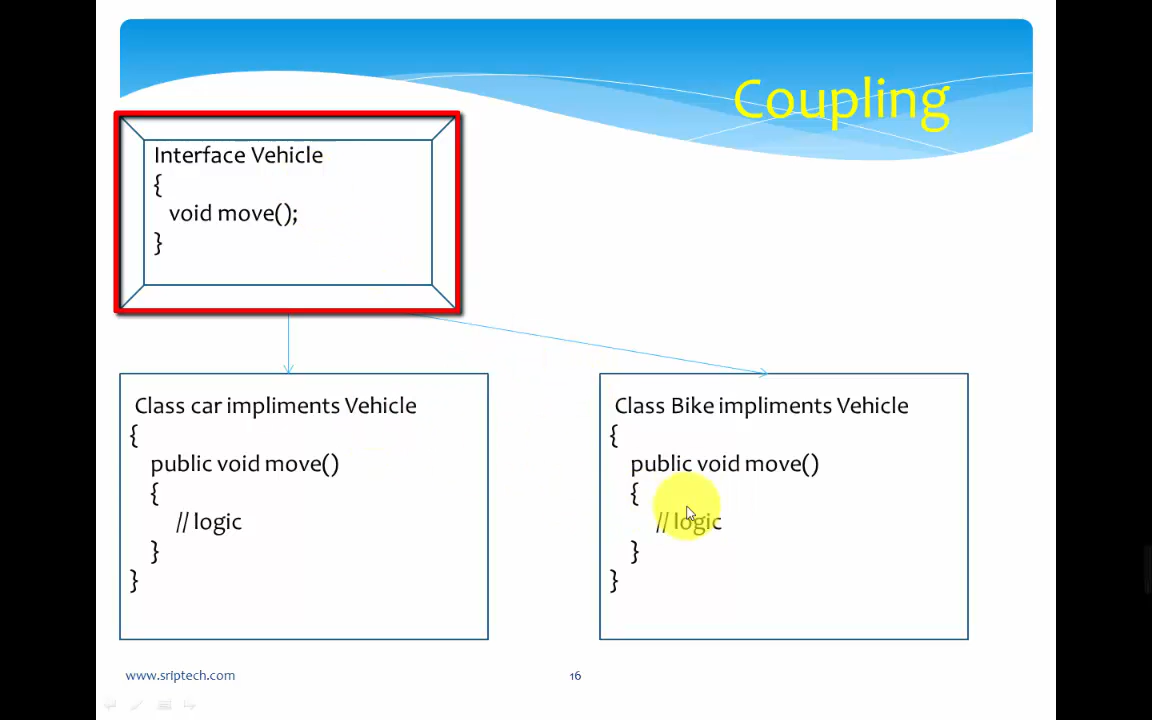 Coupling
Interface Vehicle
{
void move();
}
Class car impliments Vehicle
{
public void move()
{
// logic
}
}
Class Bike impliments Vehicle
{
public void move()
{
// logic
}
}
www.sriptech.com
16